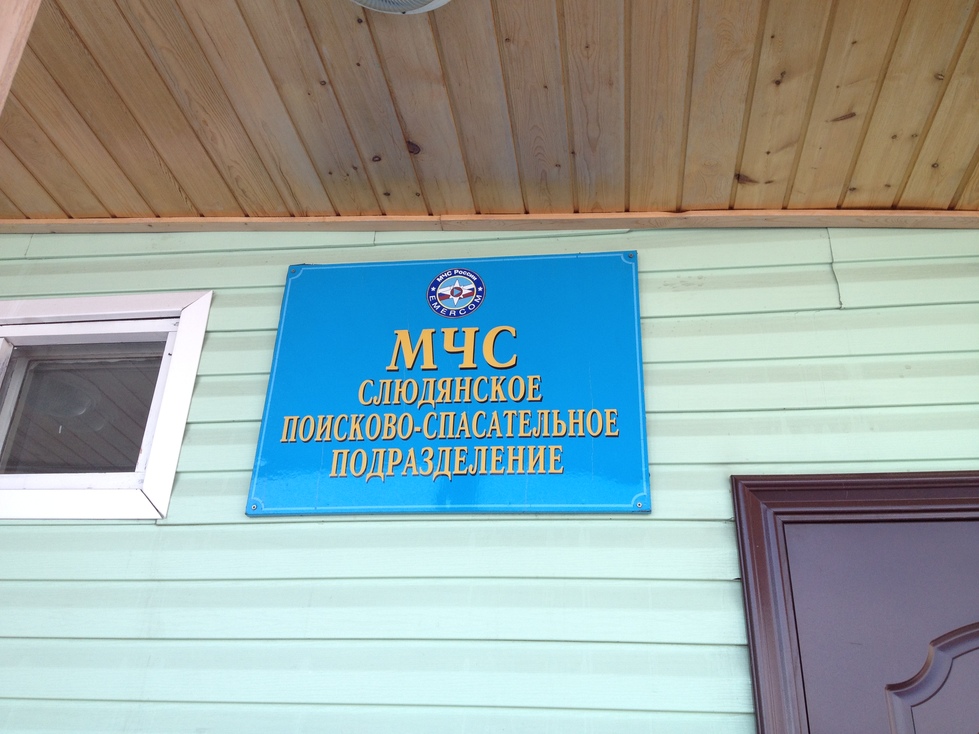 МЧС России
EMERCOM
МЧС
СЛЮДЯНСКОЕ
ПОИСКОВО-СПАСАТЕЛЬНОЕ
ПОДРАЗДЕЛЕНИЕ